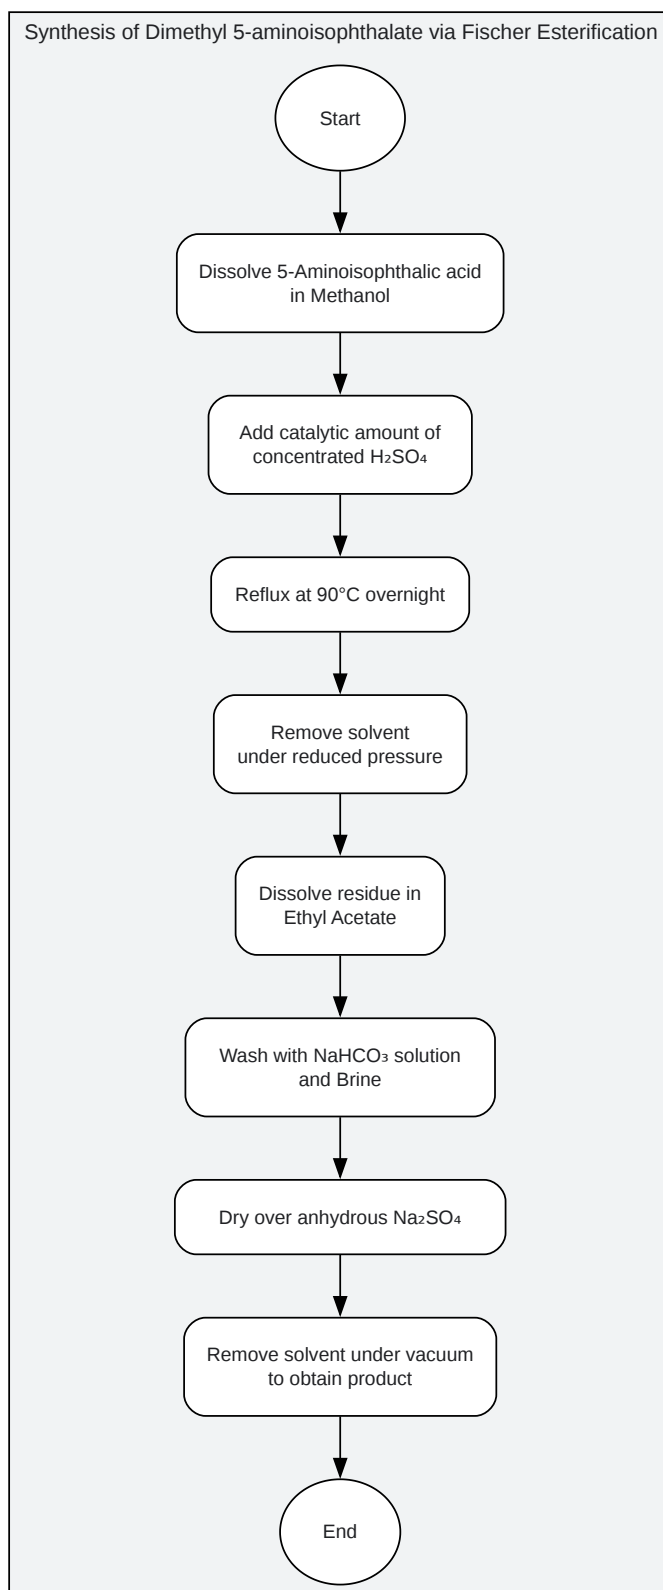 Synthesis of Dimethyl 5-aminoisophthalate via Fischer Esterification
Start
Dissolve 5-Aminoisophthalic acid
in Methanol
Add catalytic amount of
concentrated H₂SO₄
Reflux at 90°C overnight
Remove solvent
under reduced pressure
Dissolve residue in
Ethyl Acetate
Wash with NaHCO₃ solution
and Brine
Dry over anhydrous Na₂SO₄
Remove solvent under vacuum
to obtain product
End